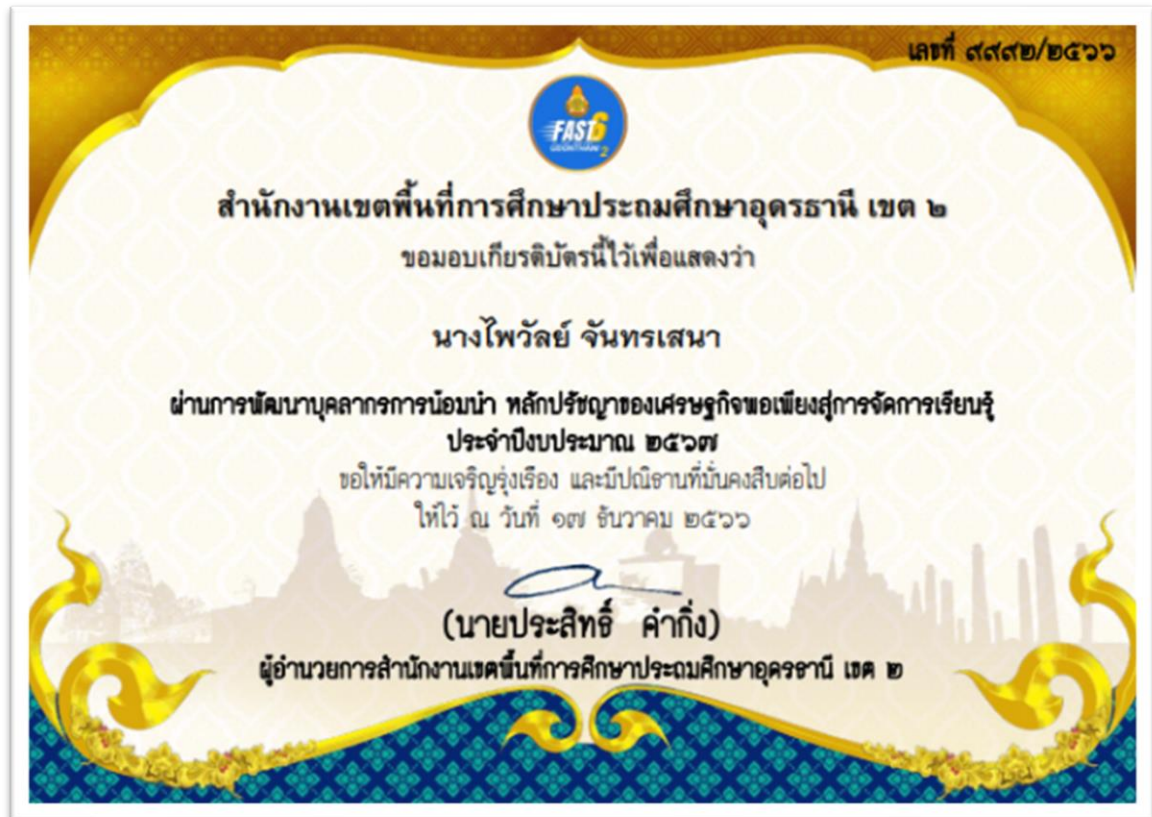 เลขที่ ๙๙๙๒/๒๕๖๖
FAST 6
2
สำนักงานเขตพื้นที่การศึกษาประถมศึกษาอุดรธานี เขต ๒
ขอมอบเกียรติบัตรนี้ไว้เพื่อแสดงว่า
นางไพวัลย์ จันทรเสนา
ผ่านการพัฒนาบุคลากรการน้อมนำ หลักปรัชญาของเศรษฐกิจพอเพียงสู่การจัดการเรียนรู้
ประจำปีงบประมาณ ๒๕๖๗
ขอให้มีความเจริญรุ่งเรือง และมีปณิธานที่มั่นคงสืบต่อไป
ให้ไว้ ณ วันที่ ๑๗ ธันวาคม ๒๕๖๖
(นายประสิทธิ์ คำกิ่ง)
ผู้อำนวยการสำนักงานเขตพื้นที่การศึกษาประถมศึกษาอุดรธานี เขต ๒